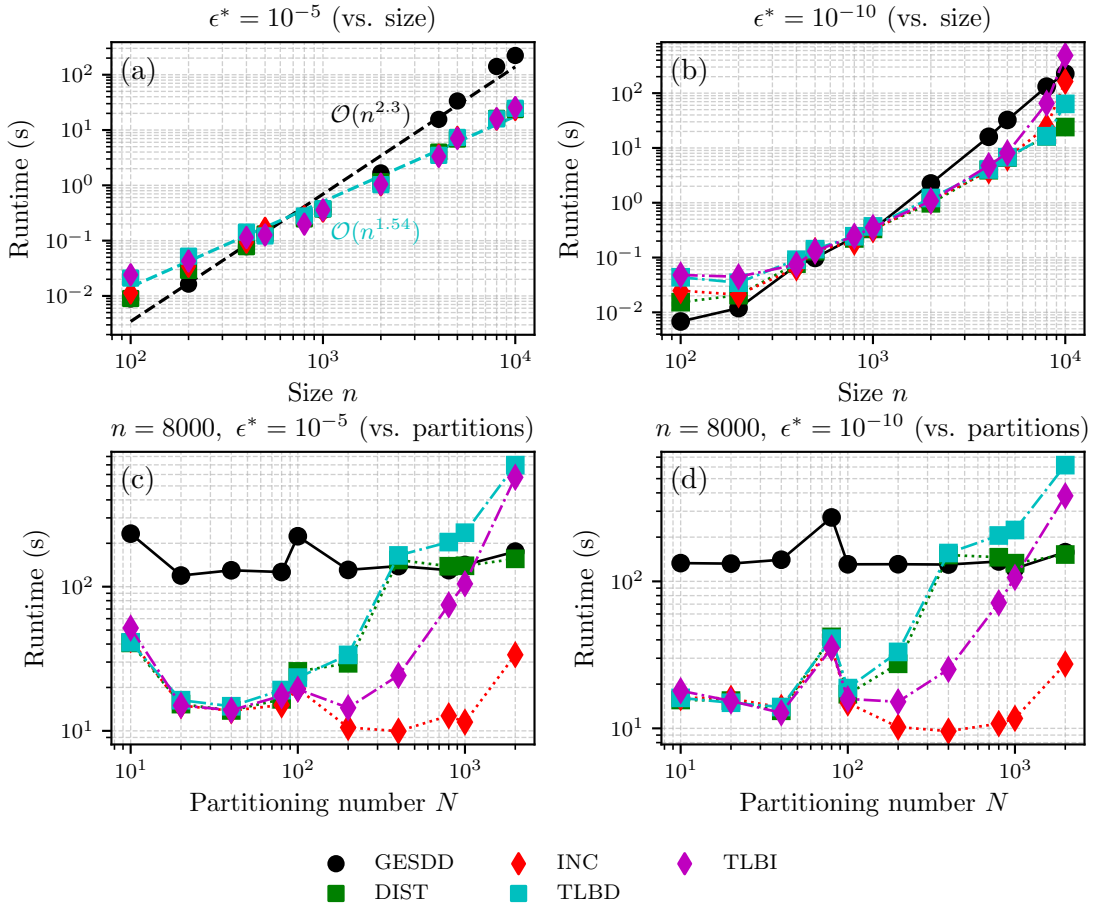 ϵ* = 10⁻⁵ (vs. size)
ϵ* = 10⁻¹⁰ (vs. size)
(a)
Runtime (s)
10²
10¹
10⁰
10⁻¹
10⁻²
𝒪(n^2.3)
𝒪(n^1.54)
10²
10³
10⁴
Size n
(b)
Runtime (s)
10²
10¹
10⁰
10⁻¹
10⁻²
10²
10³
10⁴
Size n
n = 8000, ϵ* = 10⁻⁵ (vs. partitions)
n = 8000, ϵ* = 10⁻¹⁰ (vs. partitions)
(c)
Runtime (s)
10²
10¹
10¹
10²
10³
Partitioning number N
(d)
Runtime (s)
10²
10¹
10¹
10²
10³
Partitioning number N
GESDD
DIST
INC
TLBD
TLBI